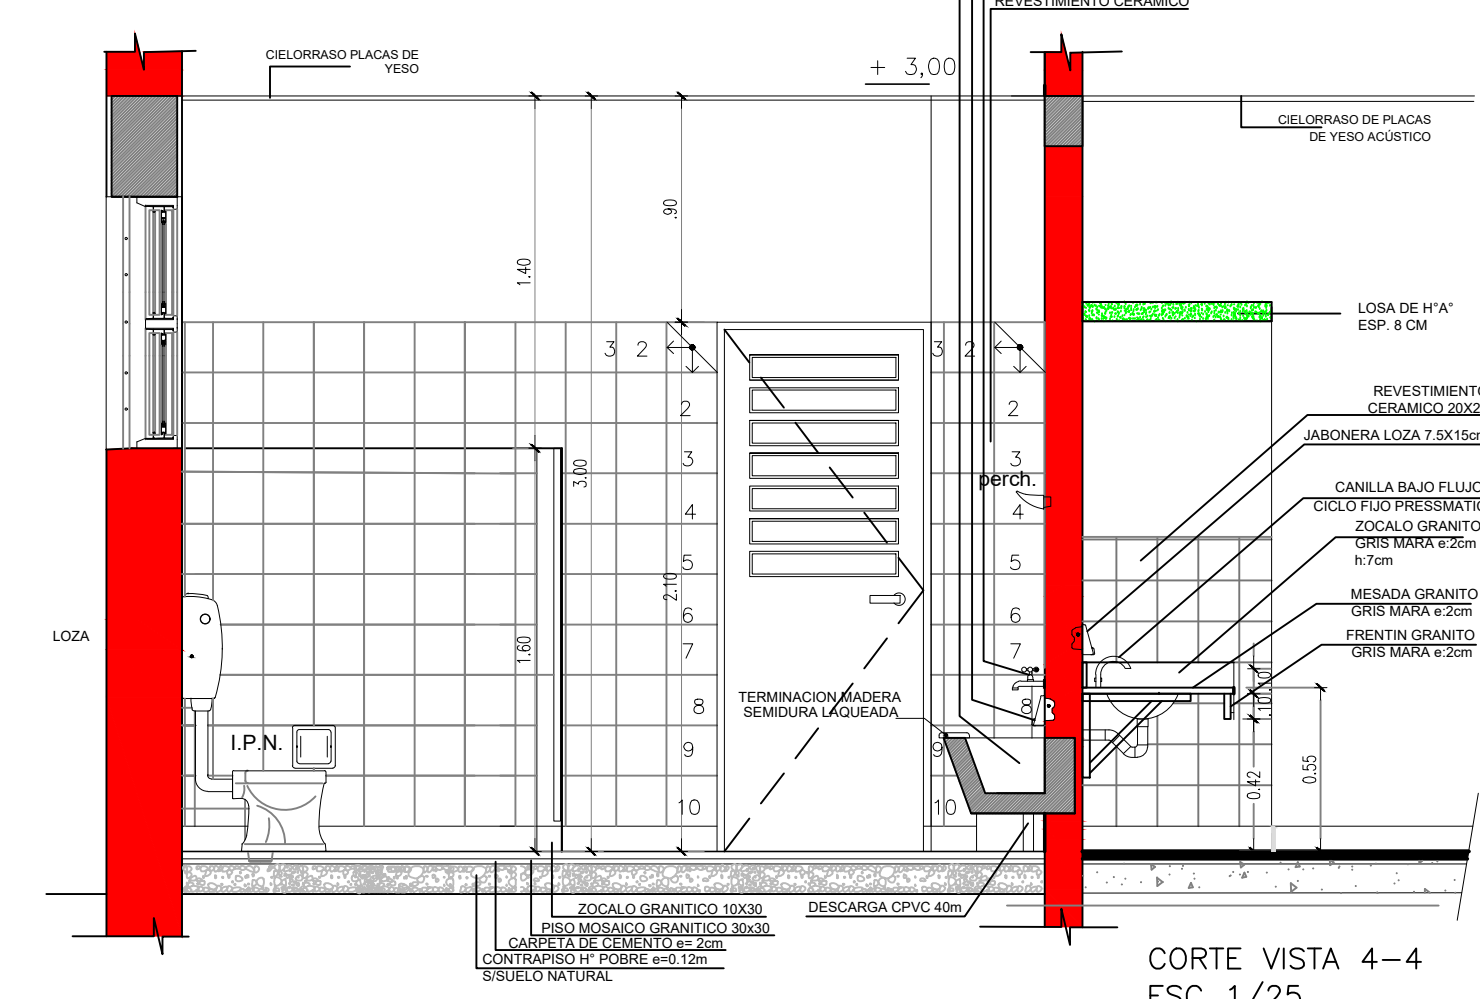 REVESTIMIENTO CERAMICO
CIELORRASO PLACAS DE
YESO
+ 3,00
CIELORRASO DE PLACAS
DE YESO ACÚSTICO
.90
1.40
LOSA DE H°A°
ESP. 8 CM
3 2
3 2
2
2
REVESTIMIENTO
CERAMICO 20X2
JABONERA LOZA 7.5X15cm
3
3
3.00
perch.
CANILLA BAJO FLUJO
CICLO FIJO PRESSMATIC
4
4
ZOCALO GRANITO
GRIS MARA e:2cm
h:7cm
5
5
2.10
MESADA GRANITO
GRIS MARA e:2cm
6
6
LOZA
FRENTIN GRANITO
GRIS MARA e:2cm
1.60
7
7
.10
.10
TERMINACION MADERA
SEMIDURA LAQUEADA
8
8
I.P.N.
9
9
0.42
0.55
10
10
ZOCALO GRANITICO 10X30
DESCARGA CPVC 40m
PISO MOSAICO GRANITICO 30x30
CARPETA DE CEMENTO e= 2cm
CONTRAPISO H° POBRE e=0.12m
S/SUELO NATURAL
CORTE VISTA 4-4
ESC 1/25